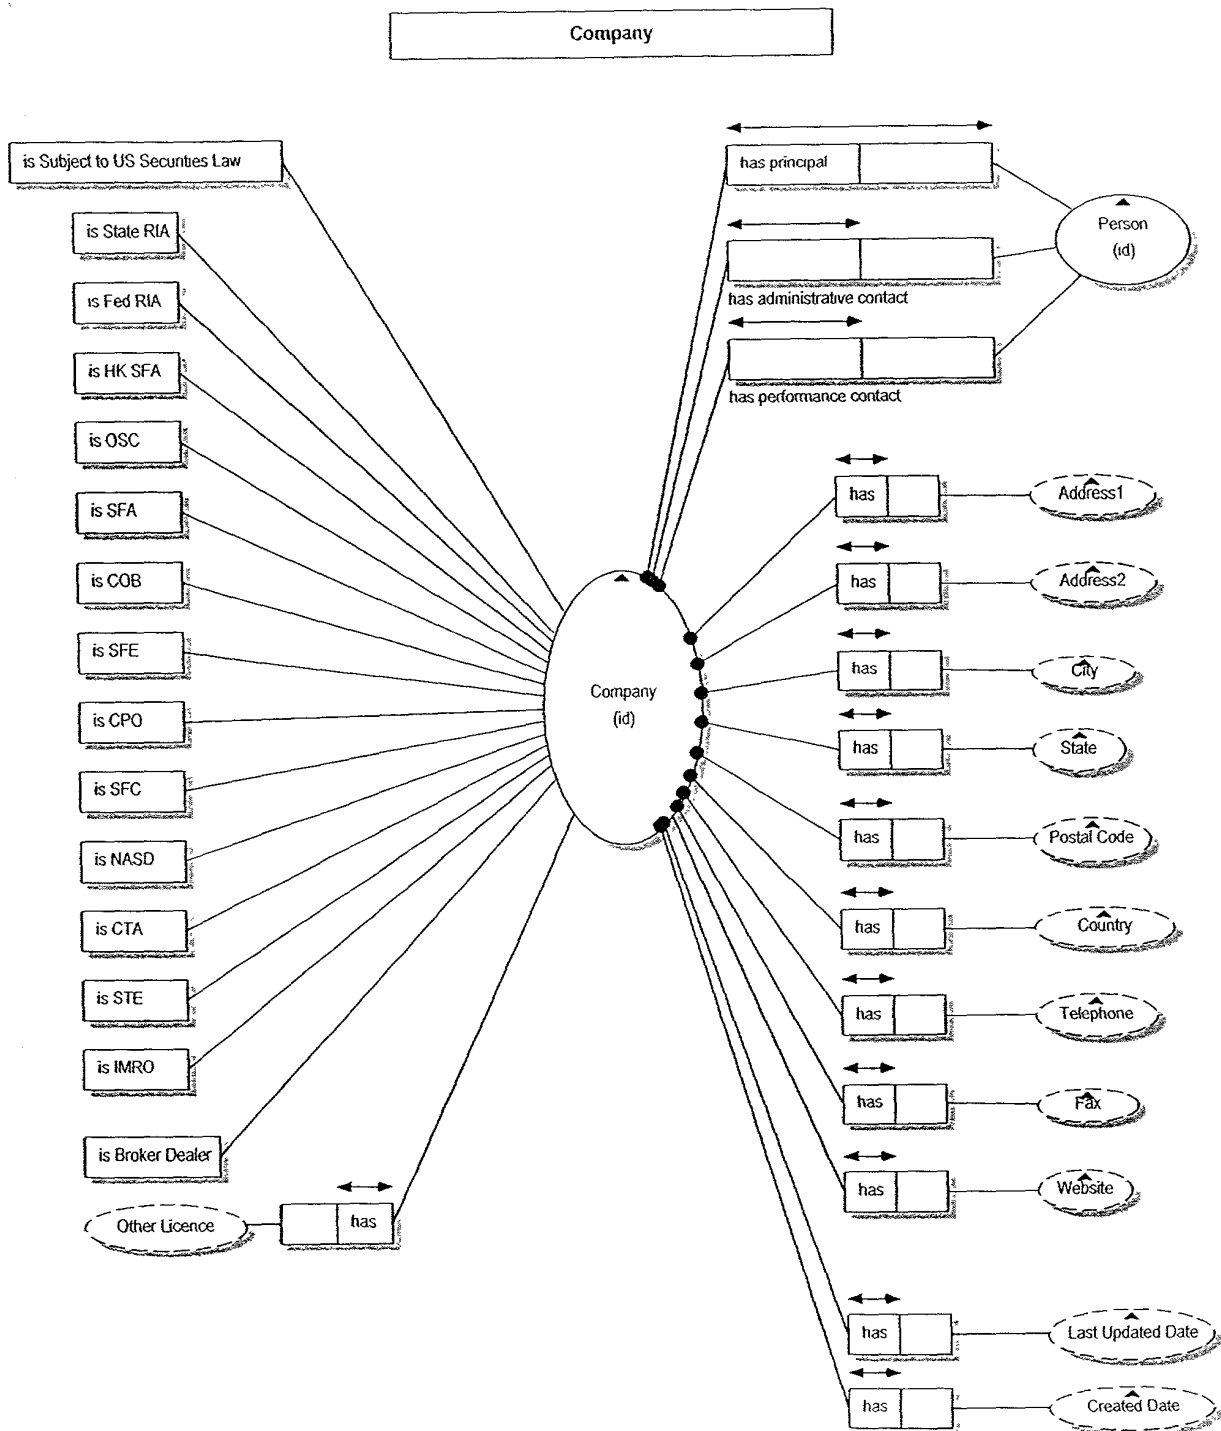 Company
is Subject to US Securities Law
is State RIA
is Fed RIA
is HK SFA
is OSC
is SFA
is COB
is SFE
is CPO
is SFC
is NASD
is CTA
is STE
is IMRO
is Broker Dealer
Other Licence
has
Company
(id)
has principal
has administrative contact
has performance contact
Person
(id)
has
Address1
has
Address2
has
City
has
State
has
Postal Code
has
Country
has
Telephone
has
Fax
has
Website
has
Last Updated Date
has
Created Date